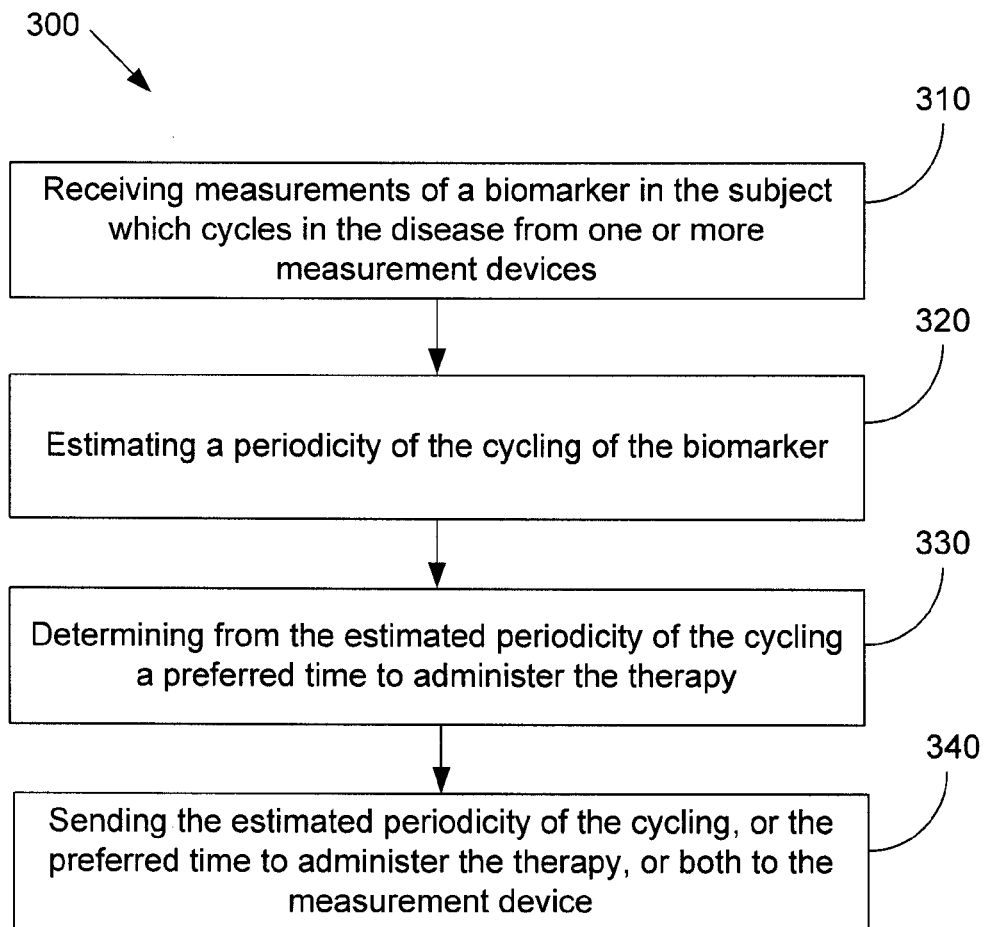 300
310
Receiving measurements of a biomarker in the subject
which cycles in the disease from one or more
measurement devices
320
Estimating a periodicity of the cycling of the biomarker
330
Determining from the estimated periodicity of the cycling
a preferred time to administer the therapy
340
Sending the estimated periodicity of the cycling, or the
preferred time to administer the therapy, or both to the
measurement device